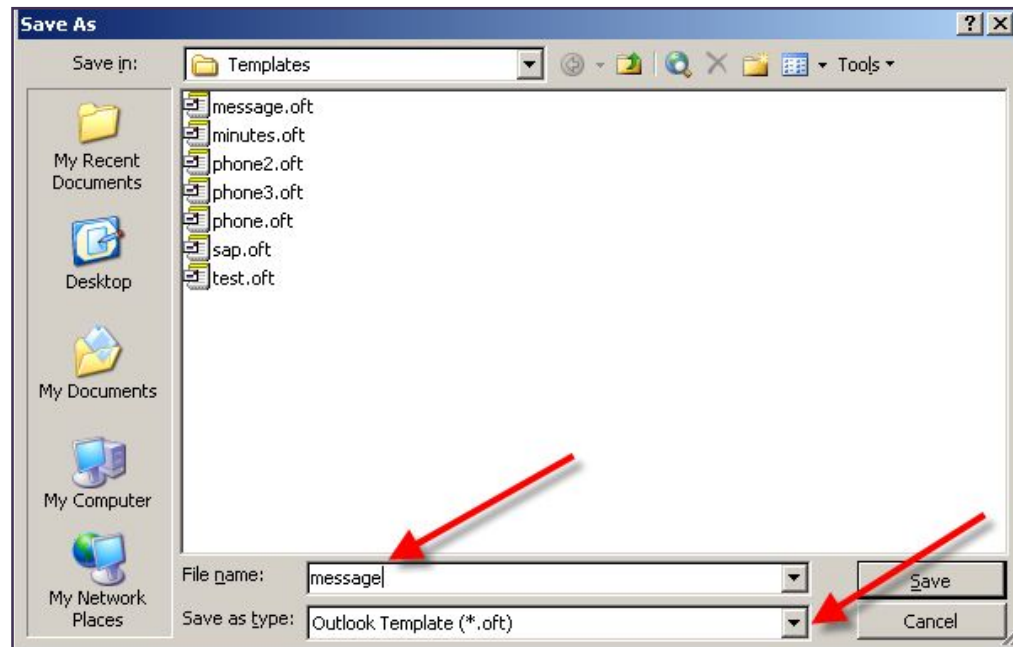 Save As
Save in:
Templates
Tools
message.oft
minutes.oft
phone2.oft
phone3.oft
phone.oft
sap.oft
test.oft
My Recent
Documents
Desktop
My Documents
My Computer
My Network
Places
File name:
message
Save
Save as type:
Outlook Template (*.oft)
Cancel